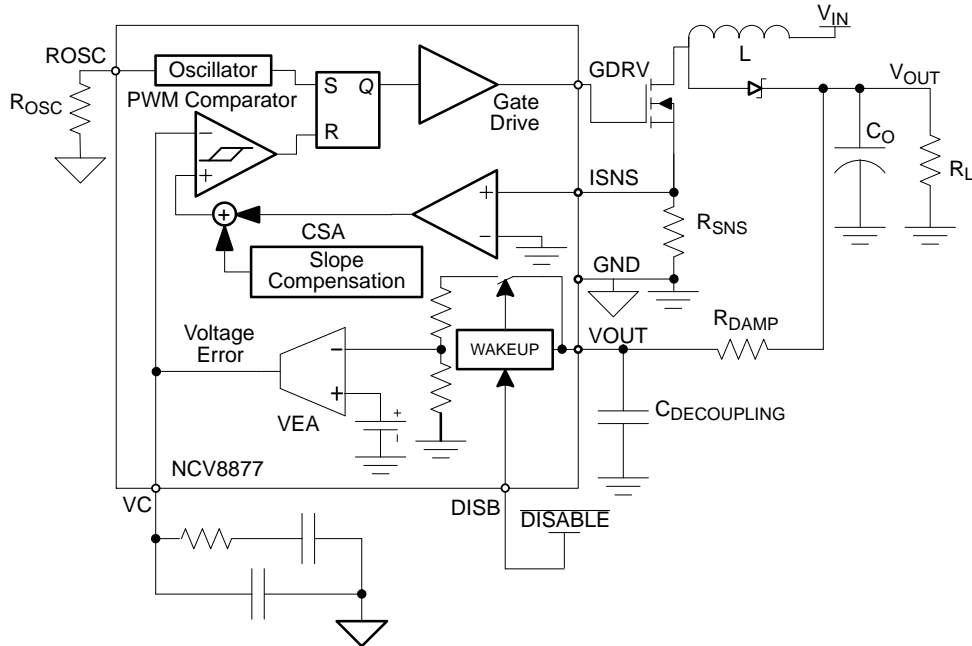 V_IN
L
ROSC
Oscillator
GDRV
V_OUT
R_OSC
PWM Comparator
S
Q
R
Gate
Drive
−
+
C_O
R_L
ISNS
+
−
+
CSA
R_SNS
Slope
Compensation
GND
VOUT
R_DAMP
Voltage
Error
−
WAKEUP
+
+
-
VEA
C_DECOUPLING
NCV8877
VC
DISB
DISABLE